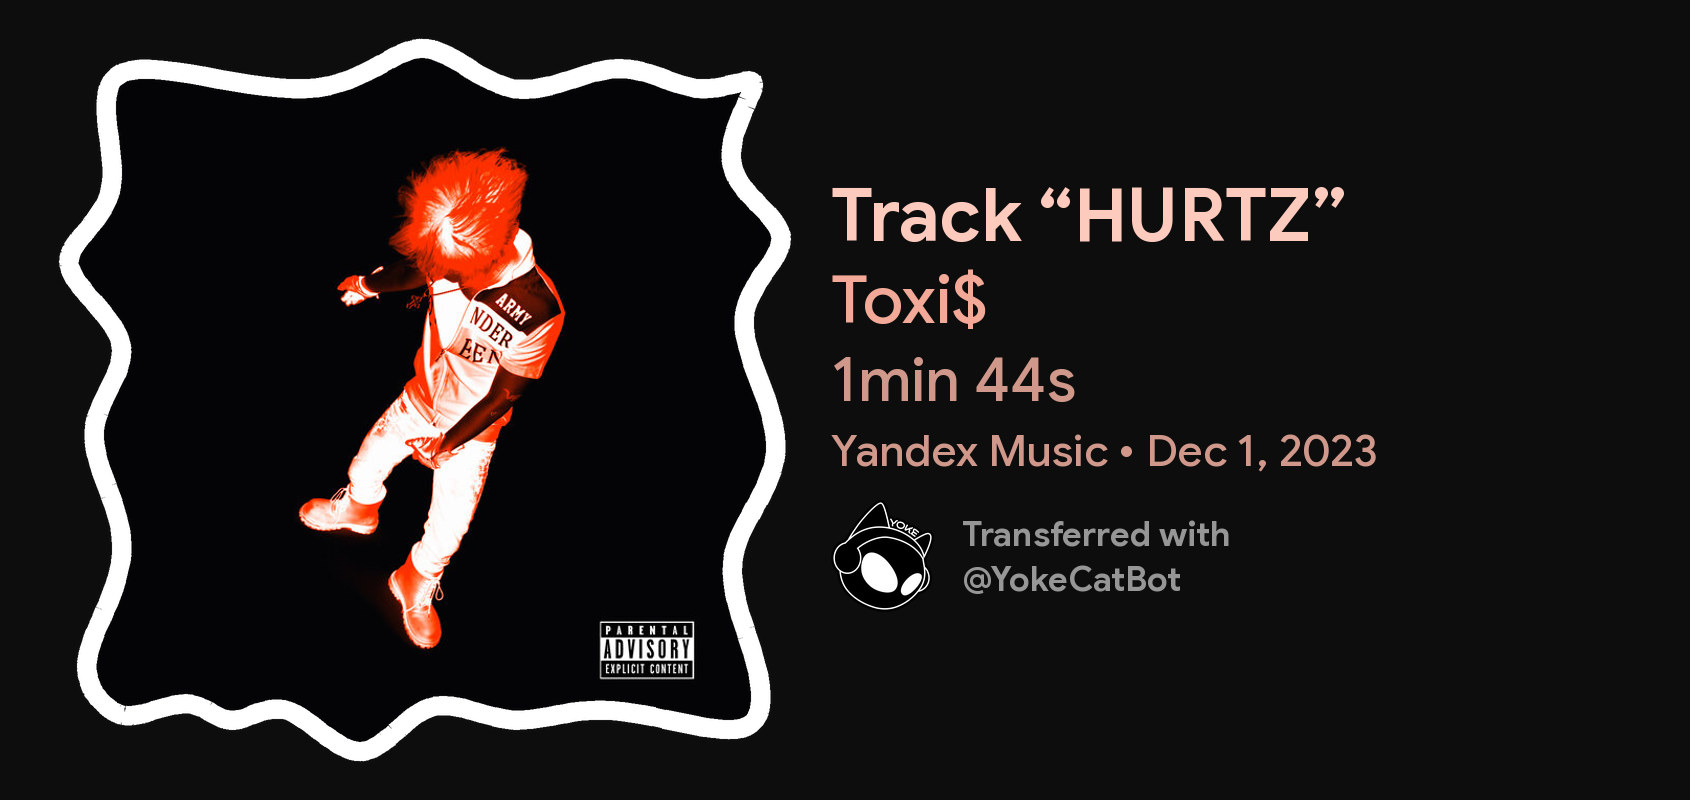 ARMY
NDER
BEN
PARENTAL
ADVISORY
EXPLICIT CONTENT
Track “HURTZ”
Toxi$
1min 44s
Yandex Music • Dec 1, 2023
YOKE
Transferred with
@YokeCatBot